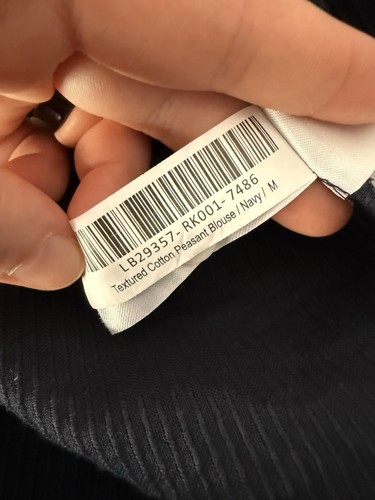 LB29357-RK001-7486
Textured Cotton Peasant Blouse / Navy / M